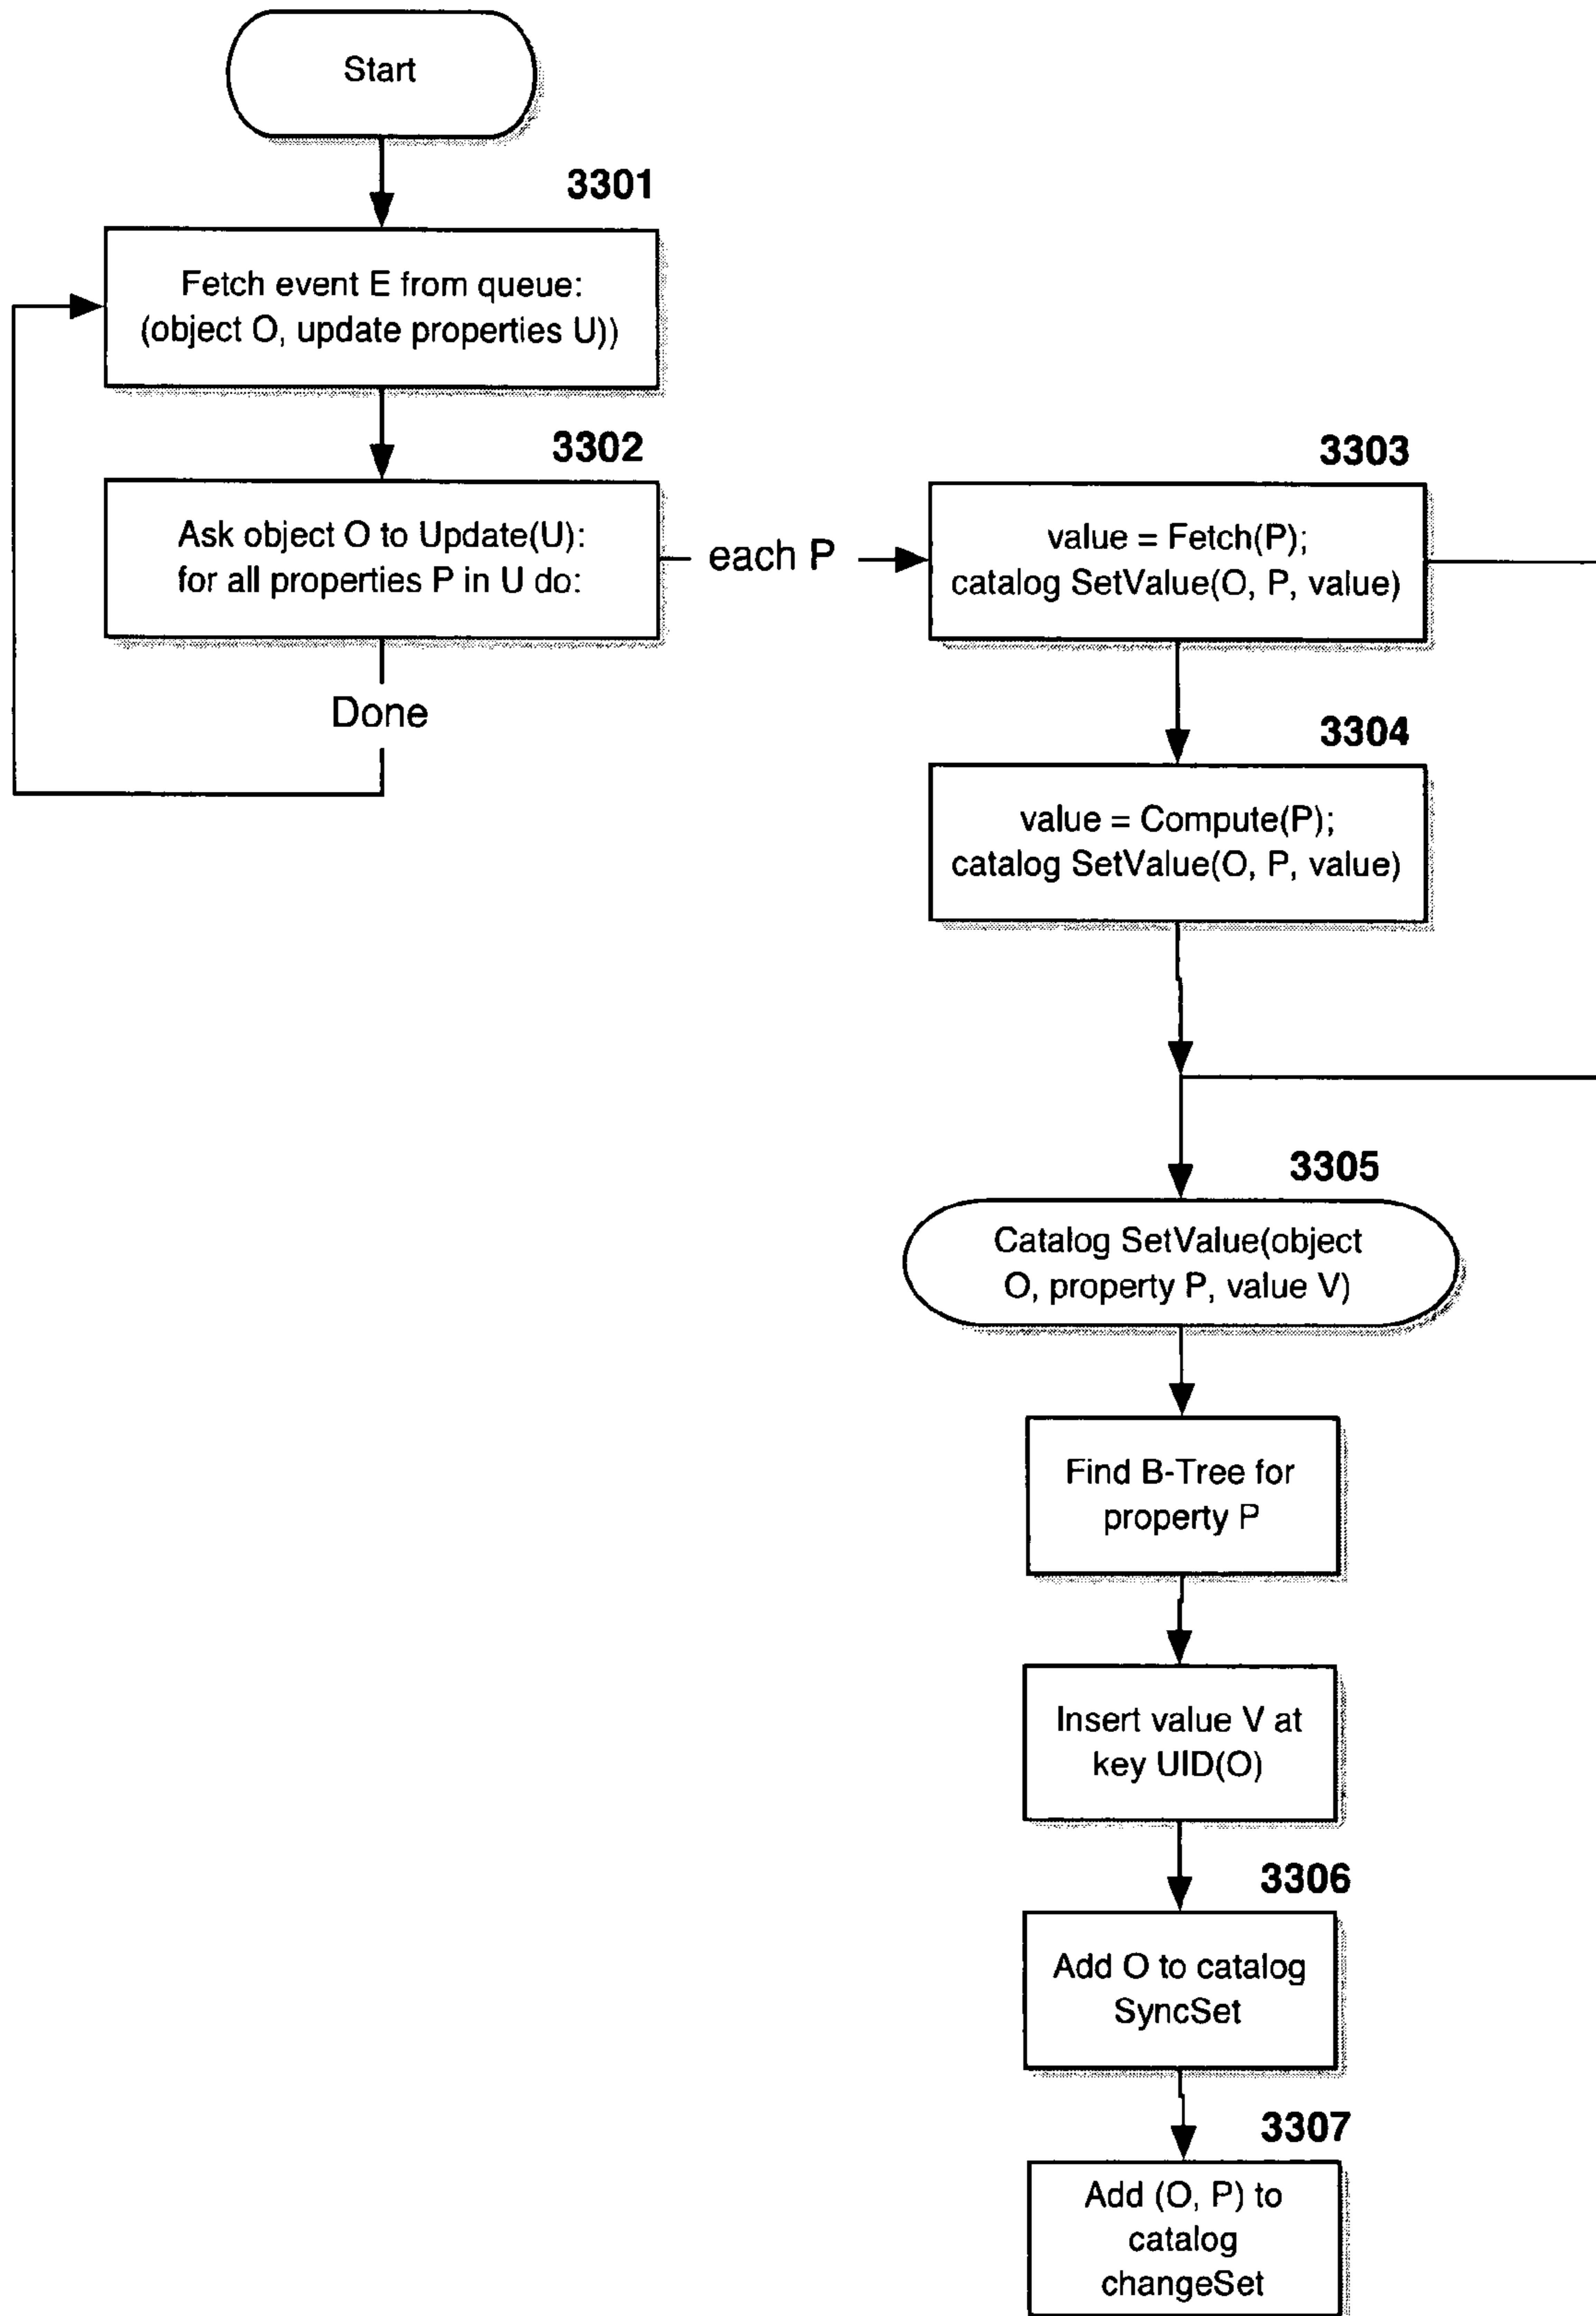 Start
3301
Fetch event E from queue:
(object O, update properties U))
3302
Ask object O to Update(U):
for all properties P in U do:
each P
Done
3303
value = Fetch(P);
catalog SetValue(O, P, value)
3304
value = Compute(P);
catalog SetValue(O, P, value)
3305
Catalog SetValue(object
O, property P, value V)
Find B-Tree for
property P
Insert value V at
key UID(O)
3306
Add O to catalog
SyncSet
3307
Add (O, P) to
catalog
changeSet